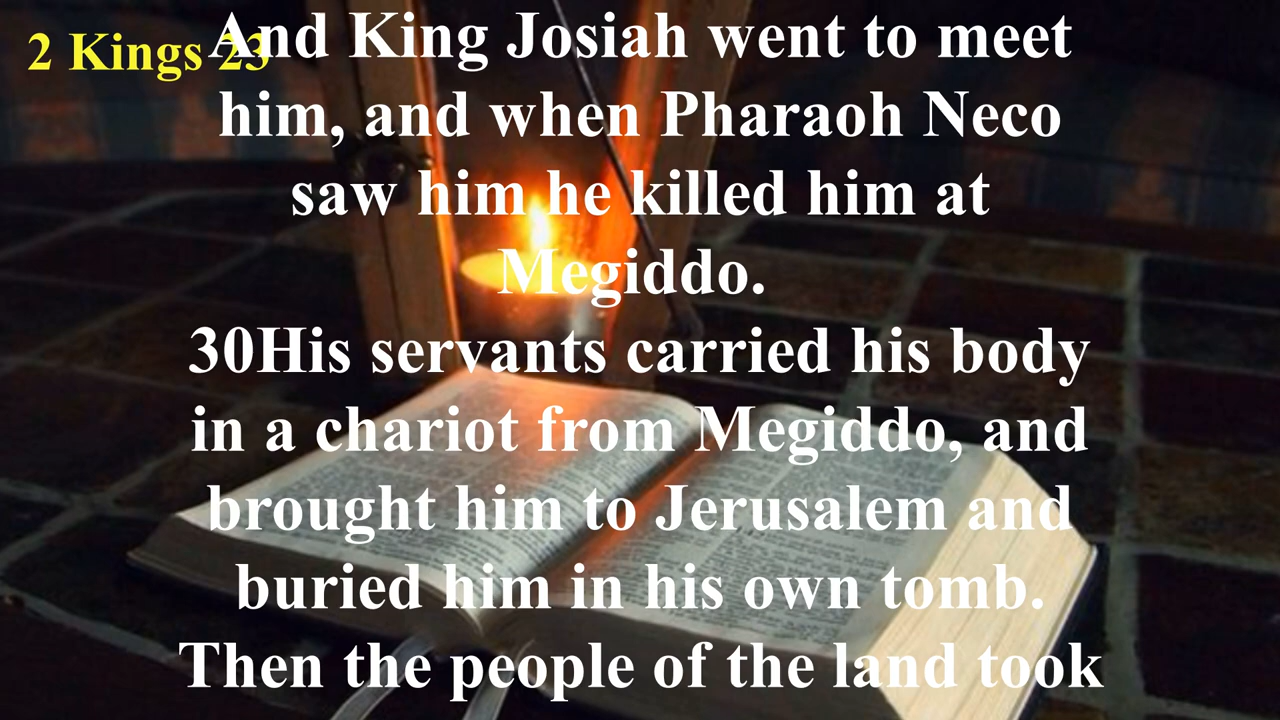 2 Kings 23
And King Josiah went to meet
him, and when Pharaoh Neco
saw him he killed him at
Megiddo.
30His servants carried his body
in a chariot from Megiddo, and
brought him to Jerusalem and
buried him in his own tomb.
Then the people of the land took